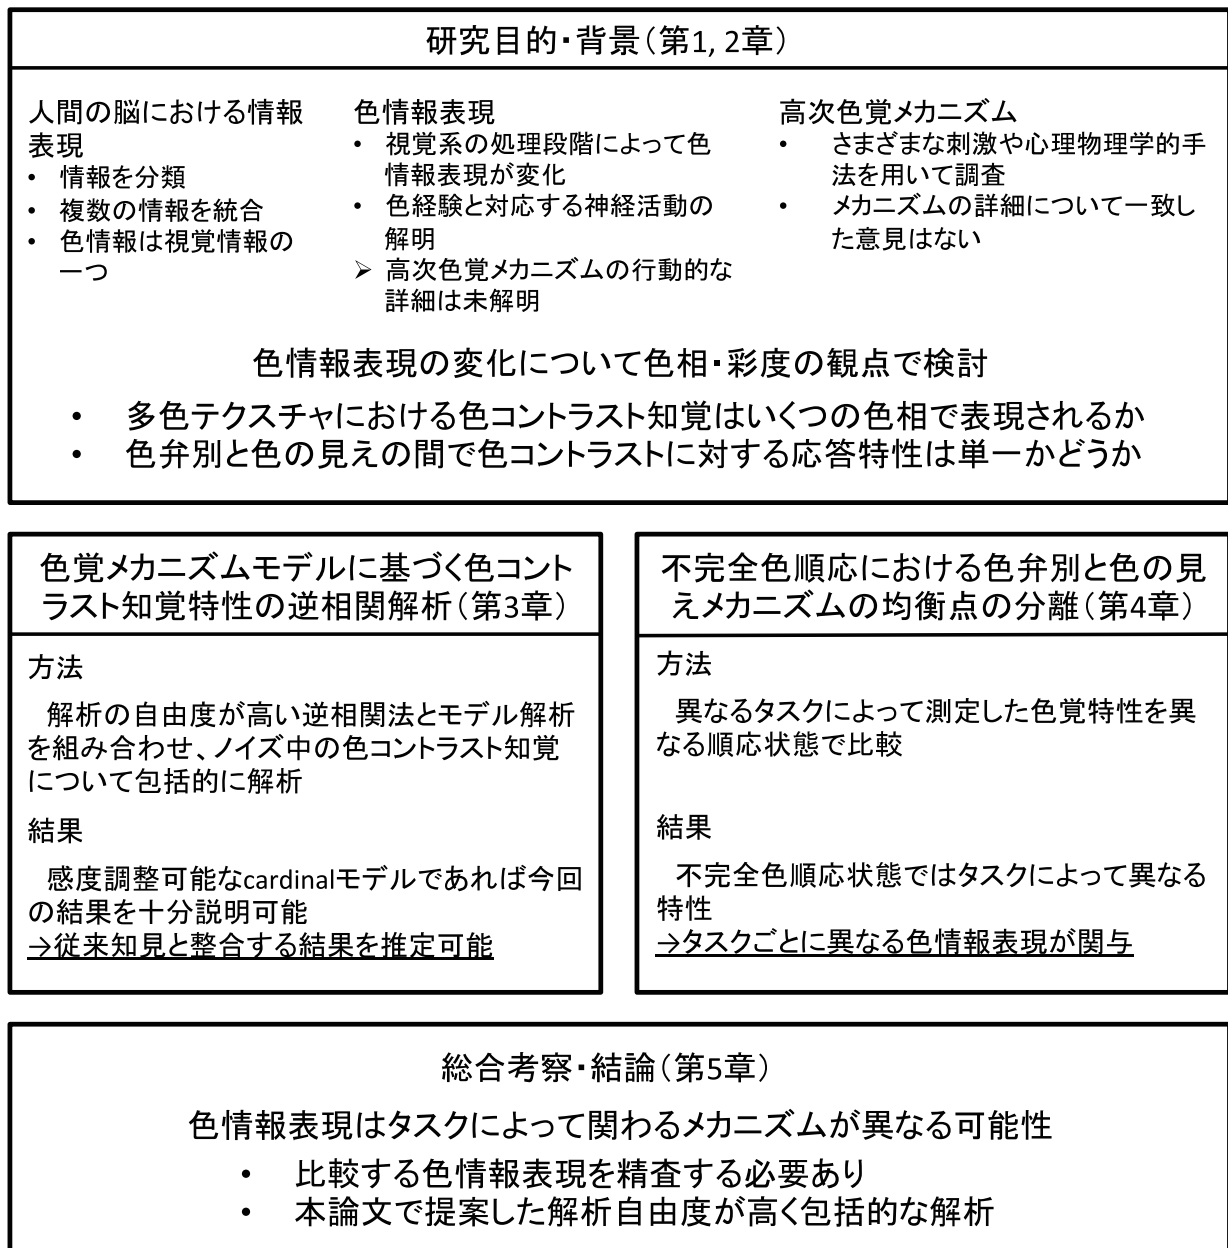 研究目的・背景（第1, 2章）
人間の脳における情報
表現
• 情報を分類
• 複数の情報を統合
• 色情報は視覚情報の
一つ
色情報表現
• 視覚系の処理段階によって色
情報表現が変化
• 色経験と対応する神経活動の
解明
➢ 高次色覚メカニズムの行動的な
詳細は未解明
高次色覚メカニズム
• さまざまな刺激や心理物理学的手
法を用いて調査
• メカニズムの詳細について一致し
た意見はない
色情報表現の変化について色相・彩度の観点で検討
• 多色テクスチャにおける色コントラスト知覚はいくつの色相で表現されるか
• 色弁別と色の見えの間で色コントラストに対する応答特性は単一かどうか
色覚メカニズムモデルに基づく色コント
ラスト知覚特性の逆相関解析（第3章）
方法
解析の自由度が高い逆相関法とモデル解析
を組み合わせ、ノイズ中の色コントラスト知覚
について包括的に解析
結果
感度調整可能なcardinalモデルであれば今回
の結果を十分説明可能
→従来知見と整合する結果を推定可能
不完全色順応における色弁別と色の見
えメカニズムの均衡点の分離（第4章）
方法
異なるタスクによって測定した色覚特性を異
なる順応状態で比較
結果
不完全色順応状態ではタスクによって異なる
特性
→タスクごとに異なる色情報表現が関与
総合考察・結論（第5章）
色情報表現はタスクによって関わるメカニズムが異なる可能性
• 比較する色情報表現を精査する必要あり
• 本論文で提案した解析自由度が高く包括的な解析